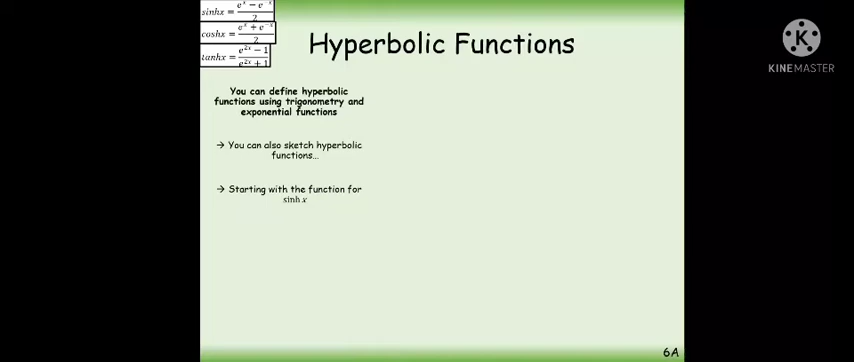 sinhx = e^x − e^−x / 2
coshx = e^x + e^−x / 2
tanhx = e^2x − 1 / e^2x + 1
Hyperbolic Functions
KINEMASTER
You can define hyperbolic
functions using trigonometry and
exponential functions
→ You can also sketch hyperbolic
functions...
→ Starting with the function for
sinh x
6A